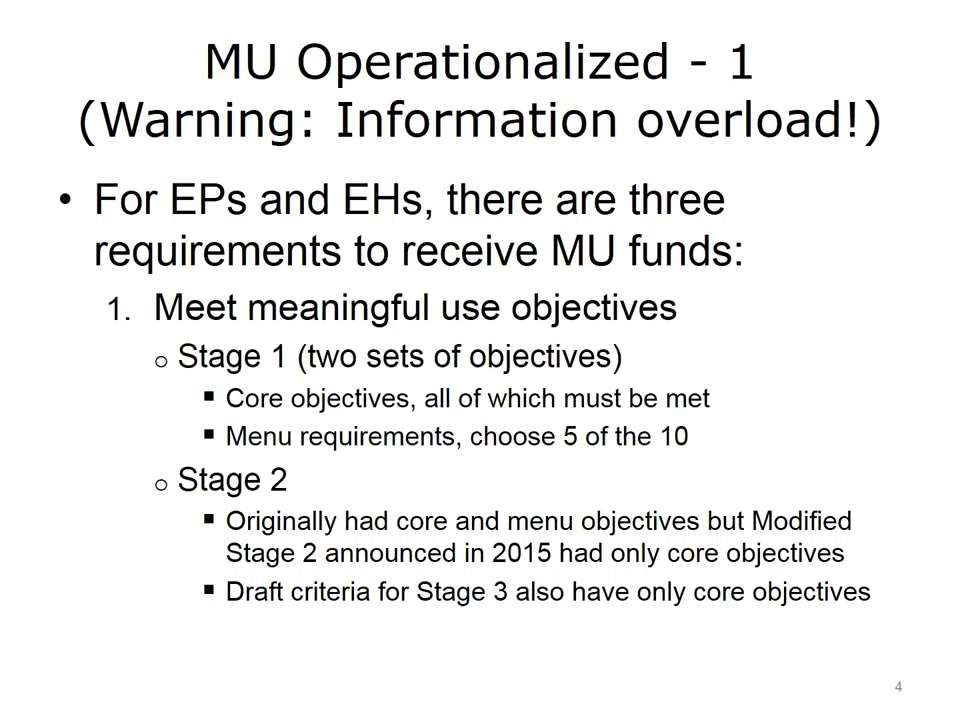 MU Operationalized - 1
(Warning: Information overload!)
• For EPs and EHs, there are three
requirements to receive MU funds:
1. Meet meaningful use objectives
o Stage 1 (two sets of objectives)
▪ Core objectives, all of which must be met
▪ Menu requirements, choose 5 of the 10
o Stage 2
▪ Originally had core and menu objectives but Modified
Stage 2 announced in 2015 had only core objectives
▪ Draft criteria for Stage 3 also have only core objectives
4